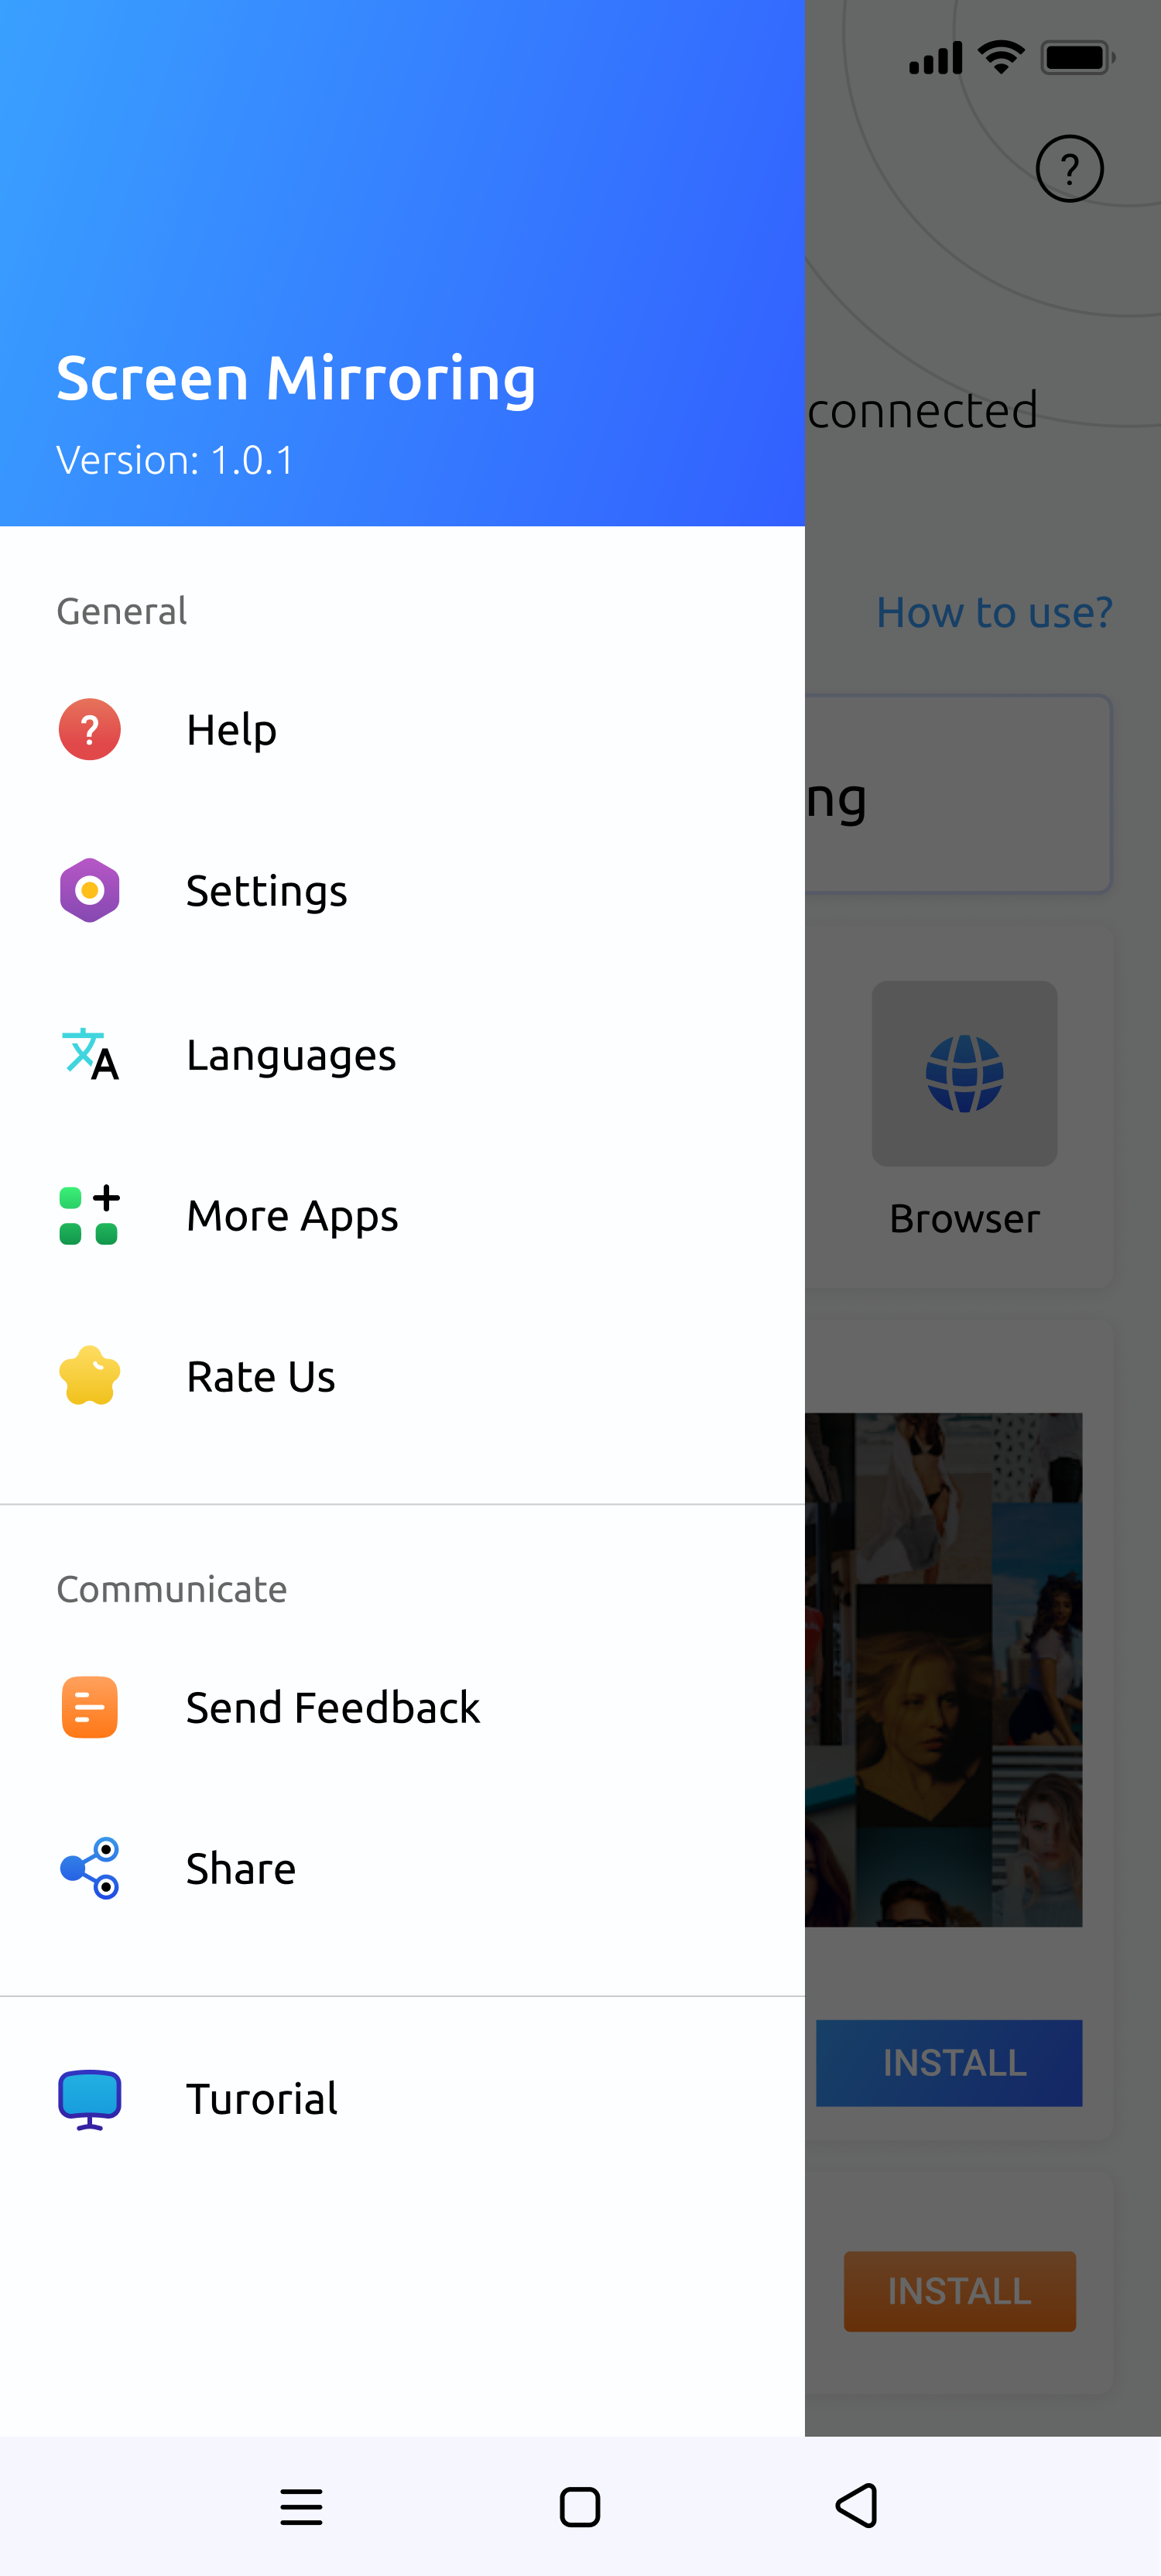 Screen Mirroring
Version: 1.0.1
General
Help
Settings
Languages
More Apps
Rate Us
Communicate
Send Feedback
Share
Turorial
?
connected
How to use?
ng
Browser
INSTALL
INSTALL